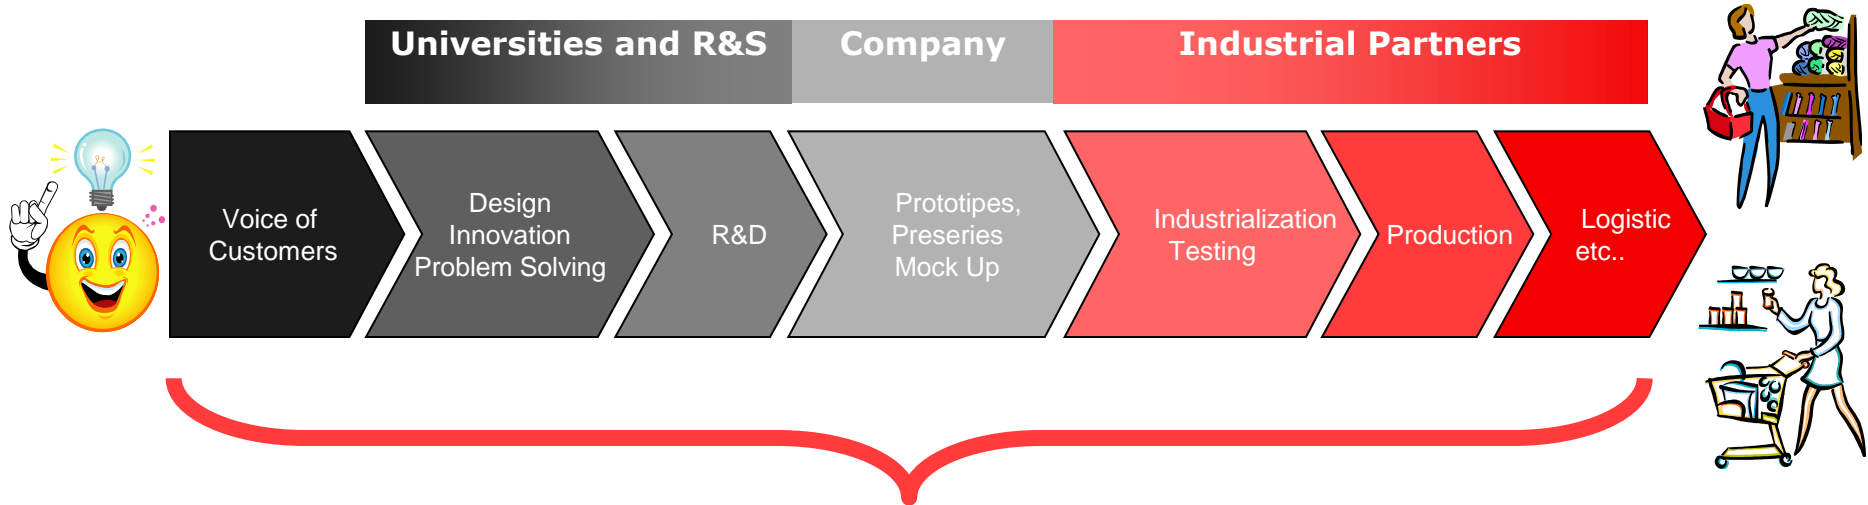 Universities and R&S
Company
Industrial Partners
Voice of
Customers
Design
Innovation
Problem Solving
R&D
Prototipes,
Preseries
Mock Up
Industrialization
Testing
Production
Logistic
etc..